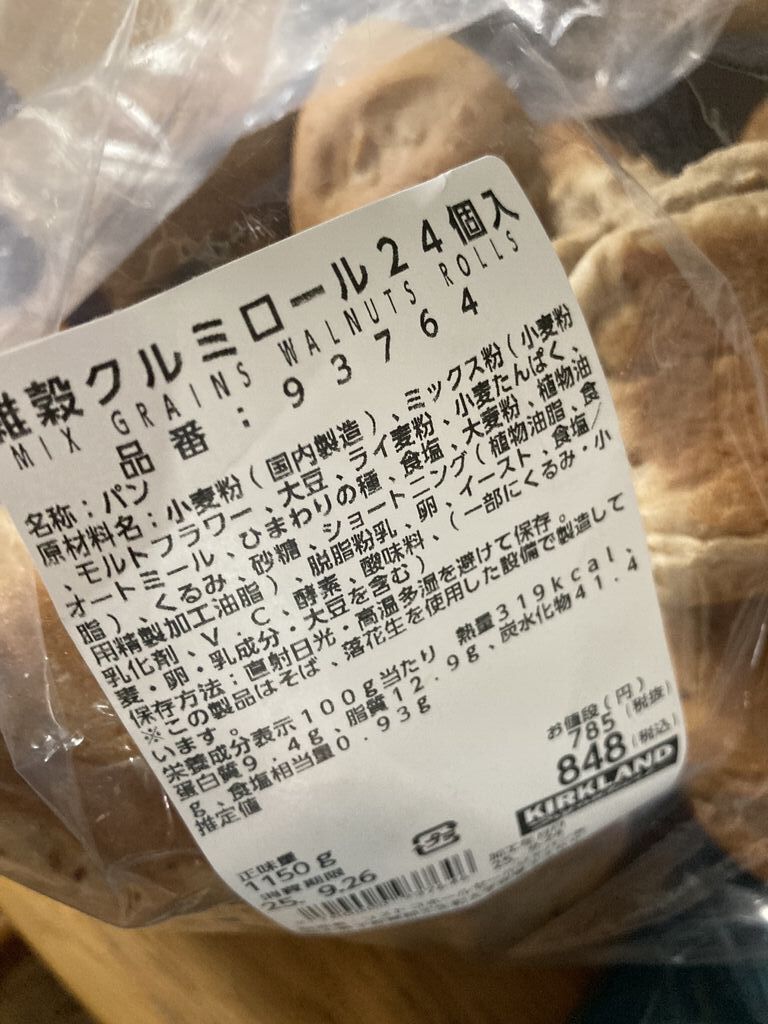 雑穀クルミロール24個入
MIX GRAINS WALNUTS ROLLS
品番:93764
名称:パン
原材料名:小麦粉(国内製造)、ミックス粉(小麦粉
、モルトフラワー、大豆、ライ麦粉、小麦たんぱく、
オートミール、ひまわりの種、食塩、大麦粉、植物油
脂)、くるみ、砂糖、ショートニング(植物油脂、食
用精製加工油脂)、脱脂粉乳、卵、イースト、食塩/
乳化剤、VC、酵素、酸味料、(一部にくるみ・小
麦・卵・乳成分・大豆を含む)
保存方法:直射日光・高温多湿を避けて保存。
※この製品はそば、落花生を使用した設備で製造して
います。
栄養成分表示100g当たり 熱量319kcal、
蛋白質9.4g、脂質12.9g、炭水化物41.4
g、食塩相当量0.93g
推定値
お値段(円)
785(税抜)
848(税込)
KIRKLAND
正味量
1150g
消費期限
25. 9.26
プラ